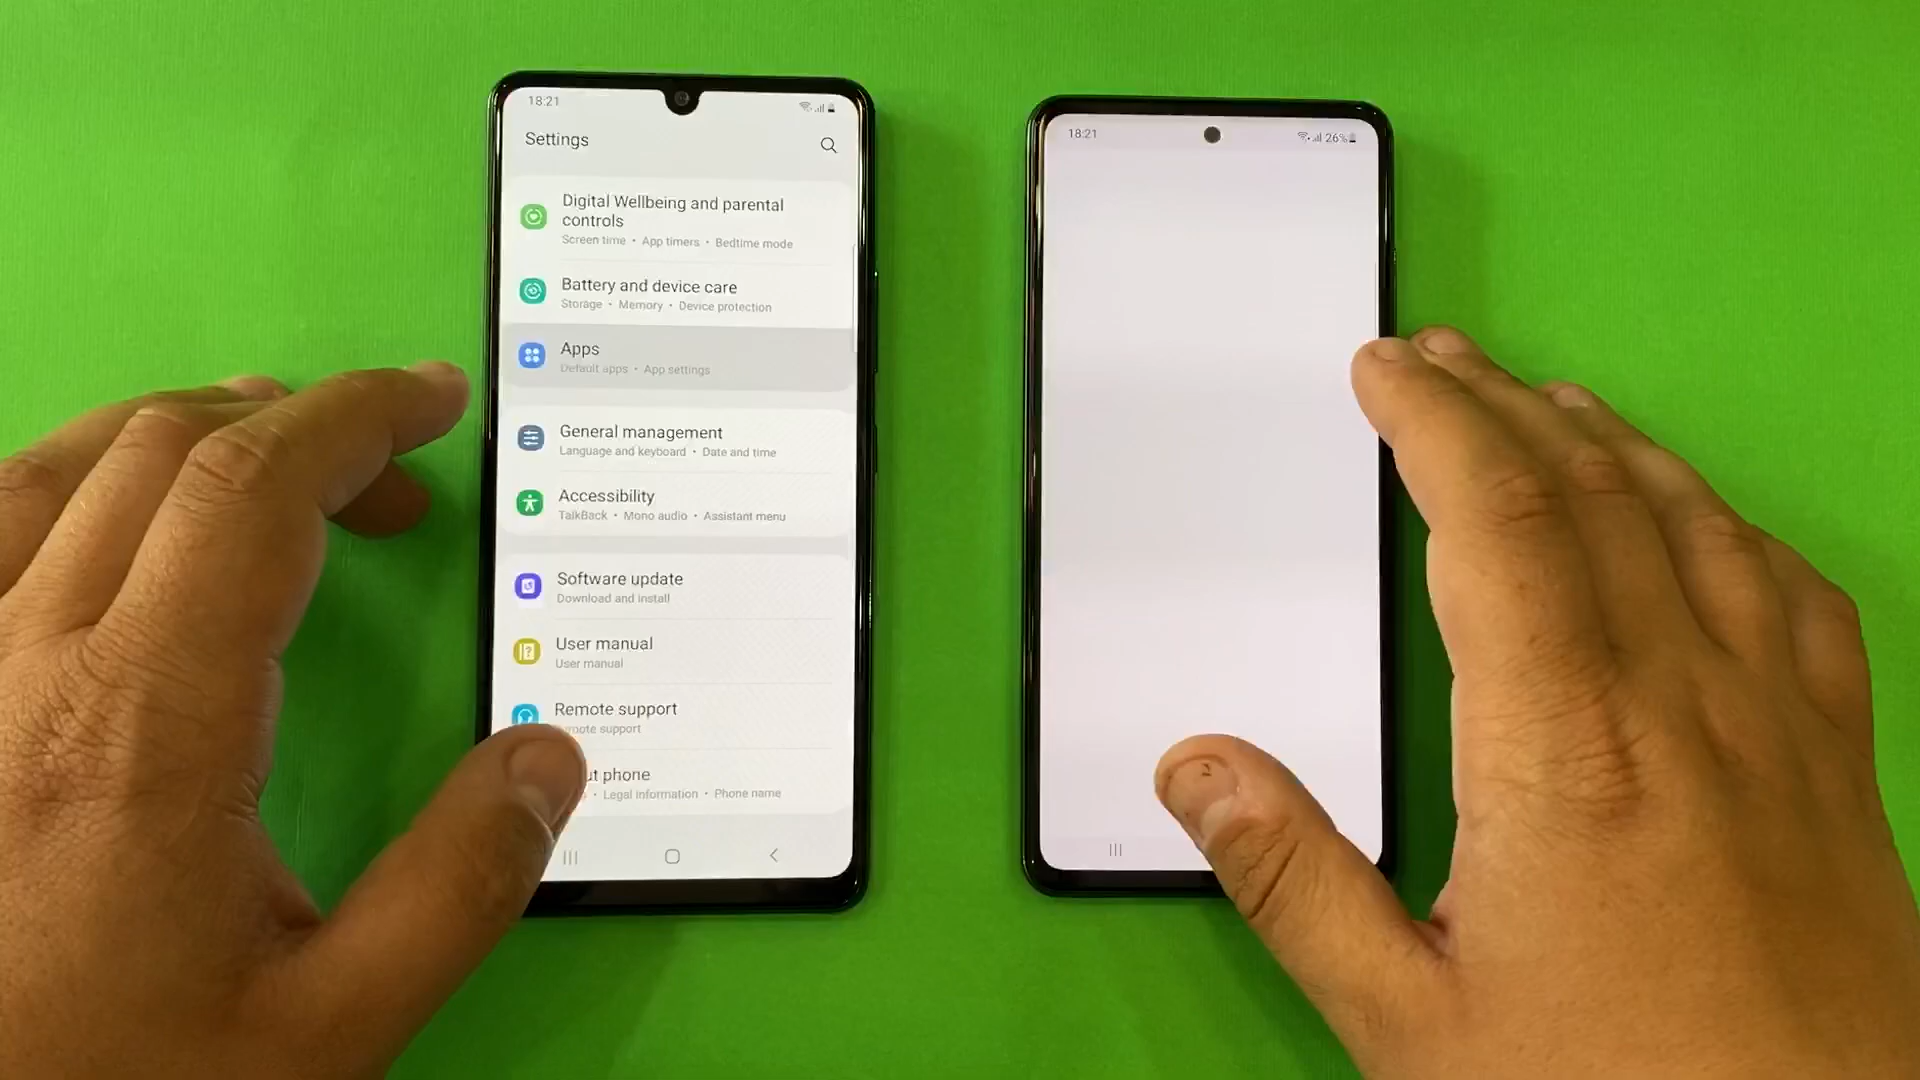 18:21
Settings
Digital Wellbeing and parental
controls
Screen time • App timers • Bedtime mode
Battery and device care
Storage • Memory • Device protection
Apps
Default apps • App settings
General management
Language and keyboard • Date and time
Accessibility
TalkBack • Mono audio • Assistant menu
Software update
Download and install
User manual
User manual
Remote support
mote support
ut phone
• Legal information • Phone name
18:21
26%